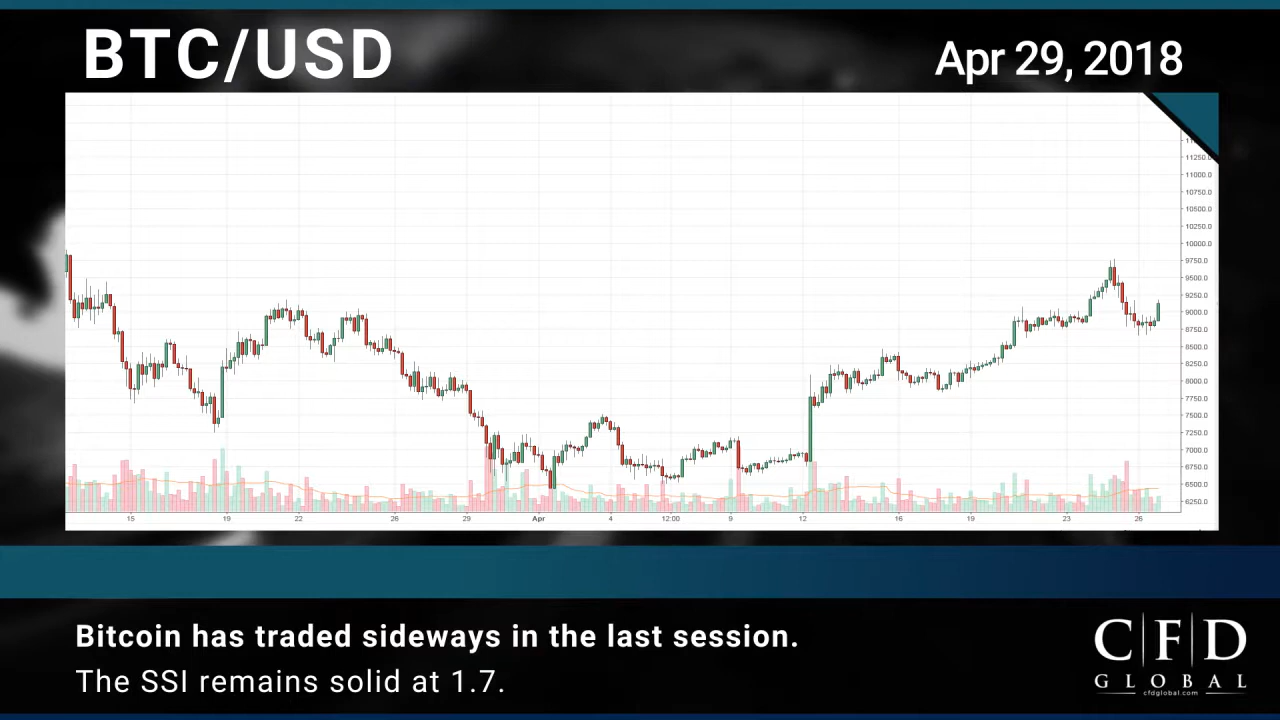 BTC/USD
Apr 29, 2018
11250.0
11000.0
10750.0
10500.0
10250.0
10000.0
9750.0
9500.0
9250.0
9000.0
8750.0
8500.0
8250.0
8000.0
7750.0
7500.0
7250.0
7000.0
6750.0
6500.0
6250.0
15 19 22 26 29 Apr 4 12:00 9 12 16 19 23 26
Bitcoin has traded sideways in the last session.
The SSI remains solid at 1.7.
CFD
GLOBAL
cfdglobal.com